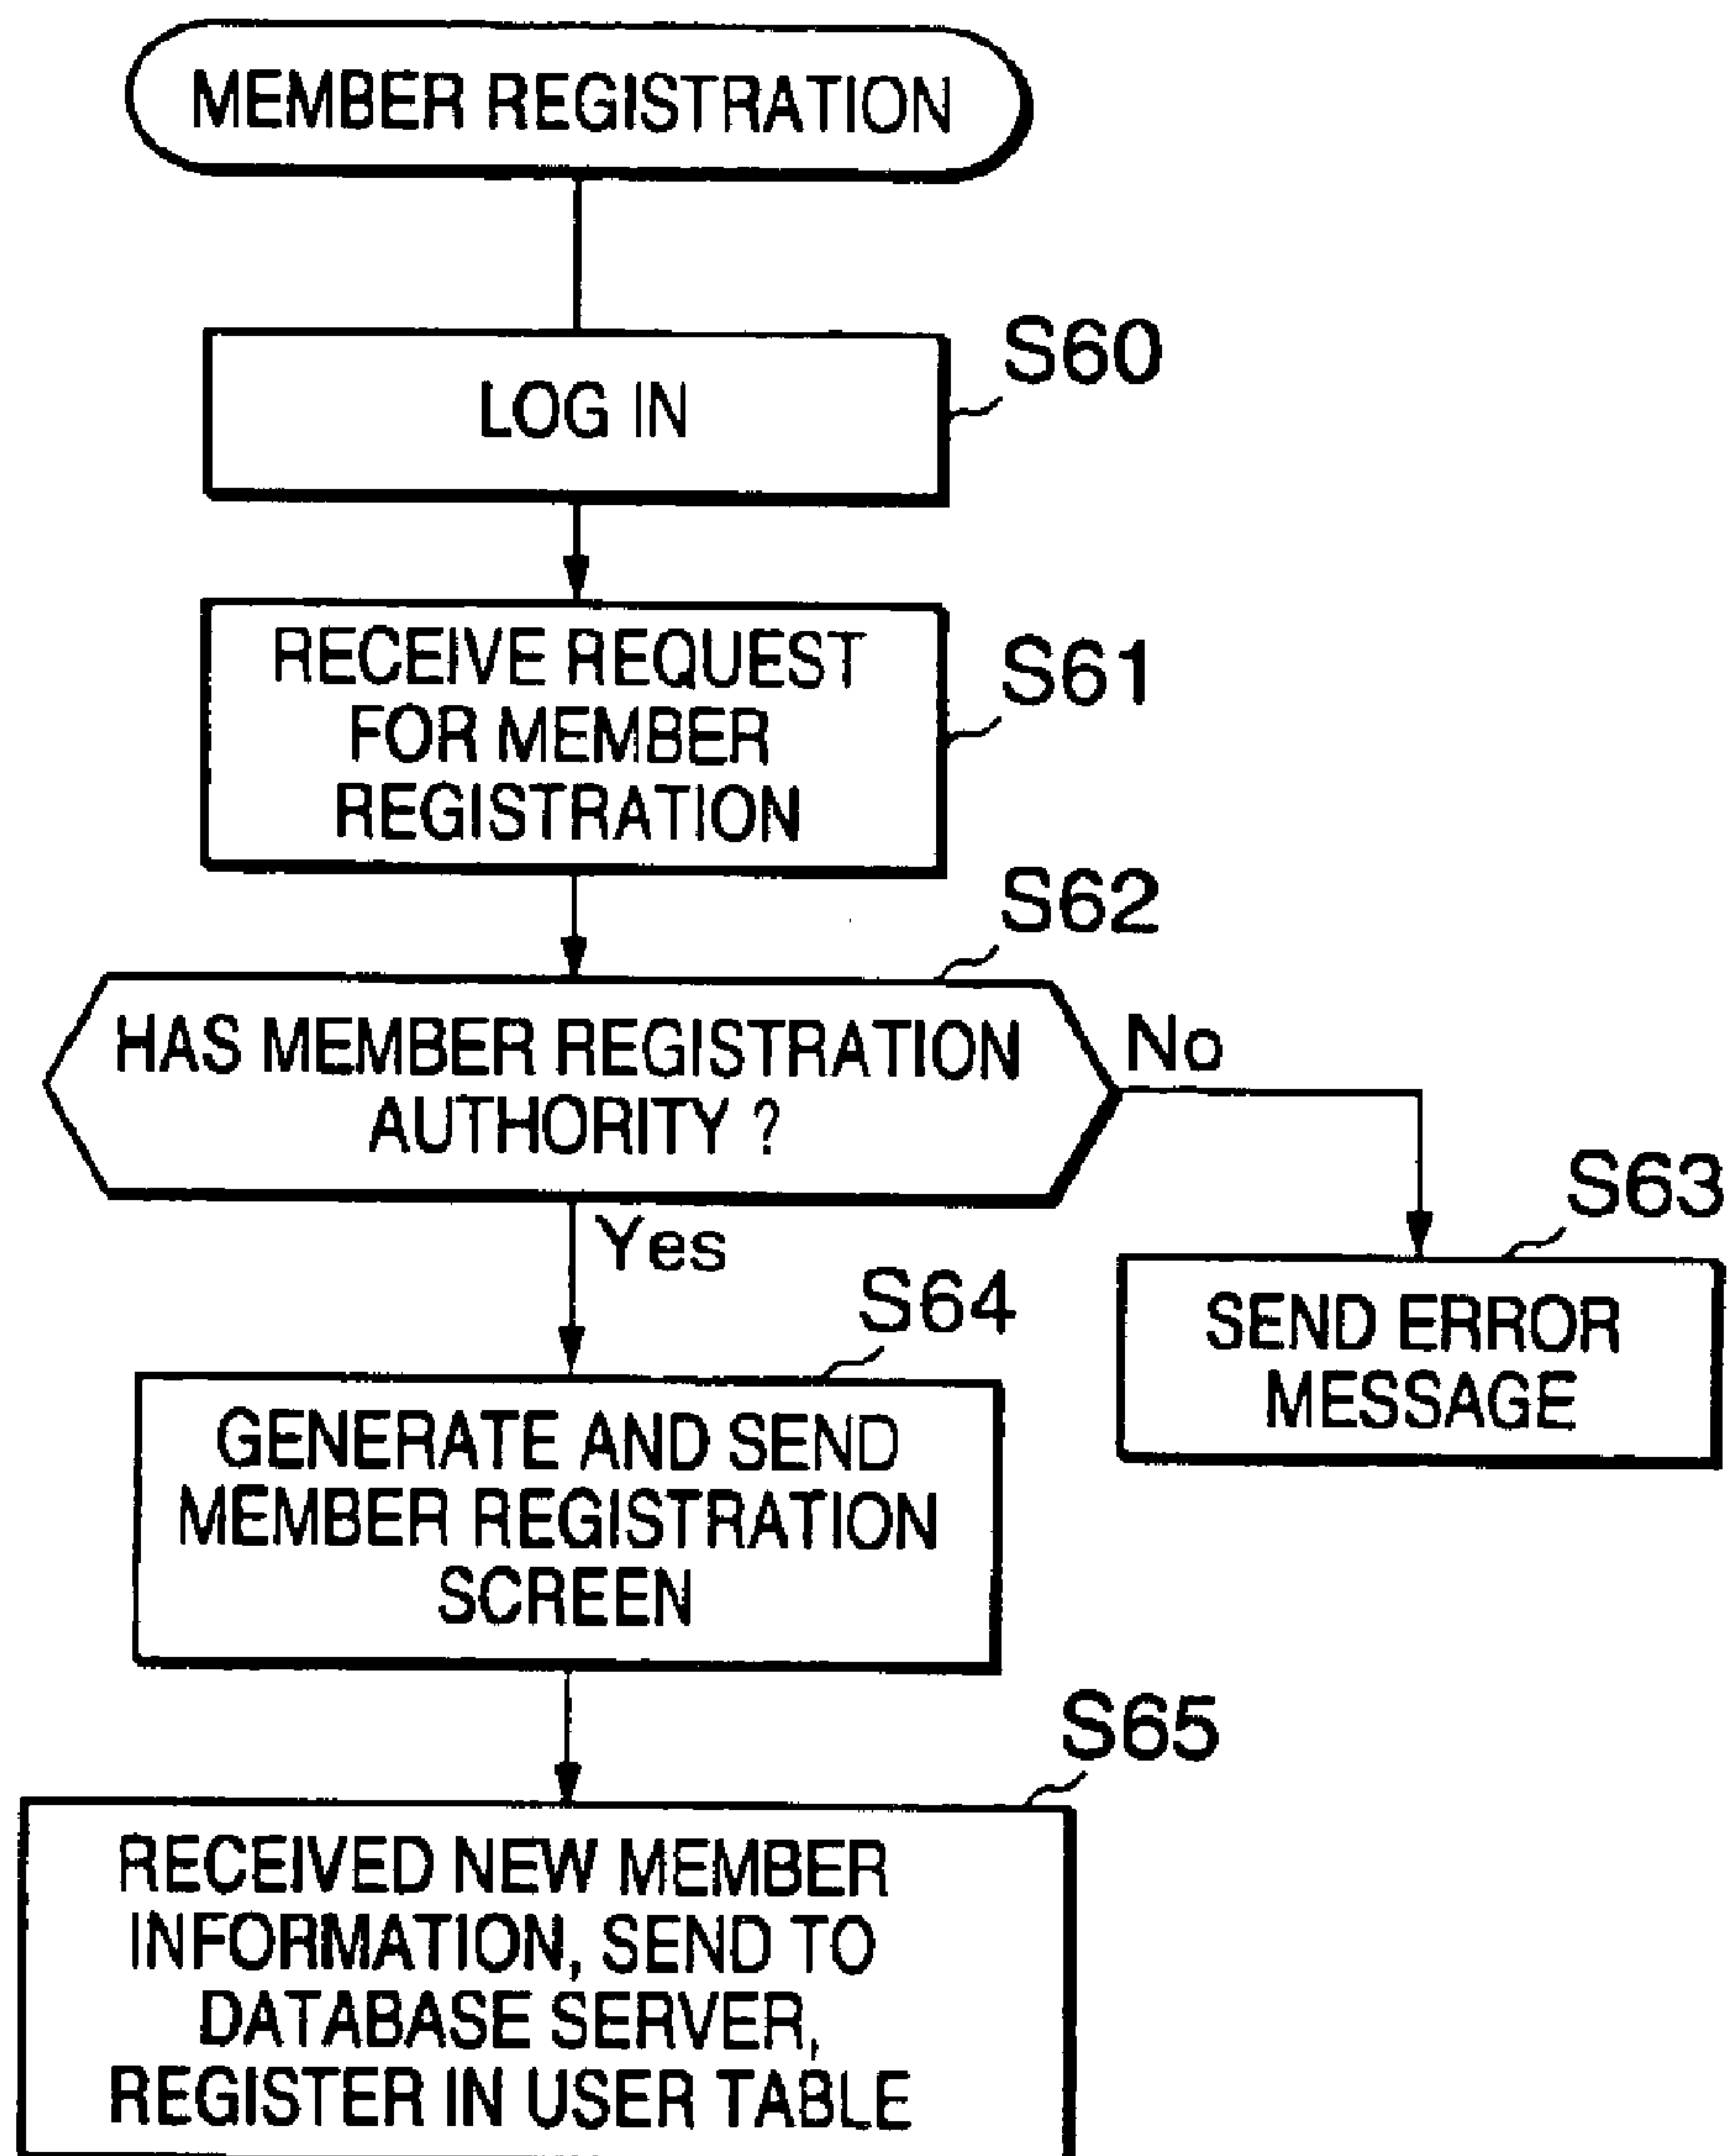 MEMBER REGISTRATION
S60
LOG IN
S61
RECEIVE REQUEST
FOR MEMBER
REGISTRATION
S62
HAS MEMBER REGISTRATION
AUTHORITY ?
No
Yes
S63
SEND ERROR
MESSAGE
S64
GENERATE AND SEND
MEMBER REGISTRATION
SCREEN
S65
RECEIVED NEW MEMBER
INFORMATION, SEND TO
DATABASE SERVER,
REGISTER IN USER TABLE